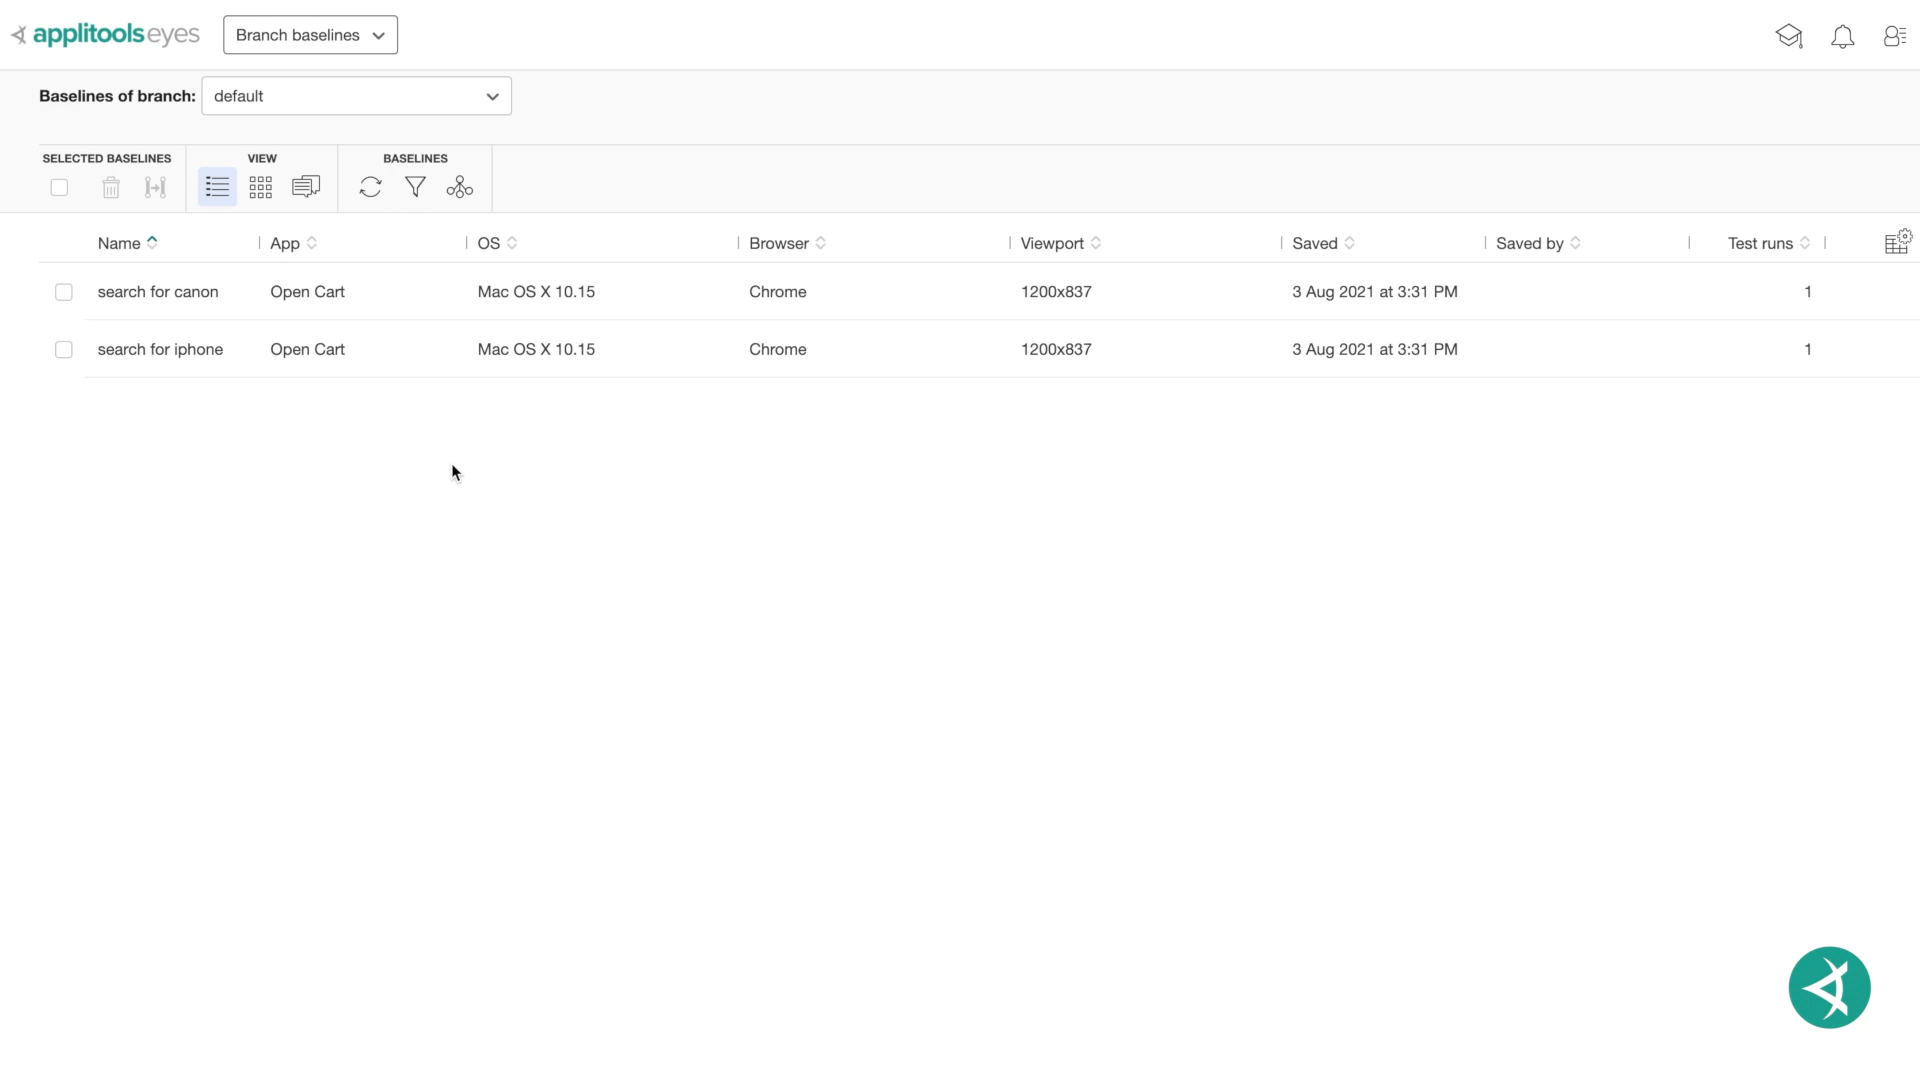 applitools eyes Branch baselines
Baselines of branch: default
SELECTED BASELINES VIEW BASELINES
Name App OS Browser Viewport Saved Saved by Test runs
search for canon Open Cart Mac OS X 10.15 Chrome 1200x837 3 Aug 2021 at 3:31 PM 1
search for iphone Open Cart Mac OS X 10.15 Chrome 1200x837 3 Aug 2021 at 3:31 PM 1